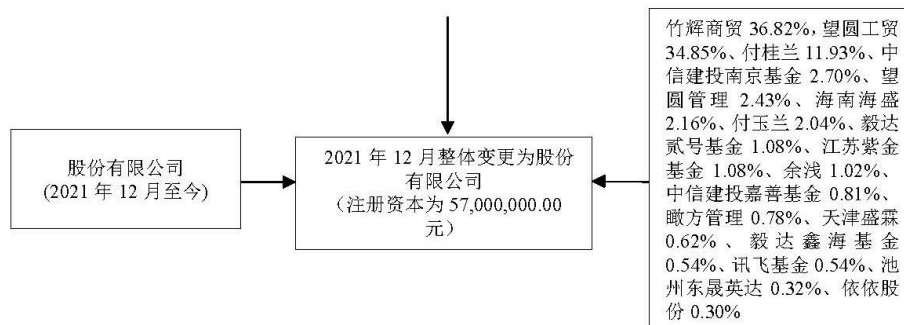 股份有限公司
(2021 年 12 月至今)
2021 年 12 月整体变更为股份
有限公司
（注册资本为 57,000,000.00
元）
竹辉商贸 36.82%，望圆工贸
34.85%、付桂兰 11.93%、中
信建投南京基金 2.70%、望
圆管理 2.43%、海南海盛
2.16%、付玉兰 2.04%、毅达
贰号基金 1.08%、江苏紫金
基金 1.08%、余浅 1.02%、
中信建投嘉善基金 0.81%、
瞰方管理 0.78%、天津盛霖
0.62%、毅达鑫海基金
0.54%、讯飞基金 0.54%、池
州东晟英达 0.32%、依依股
份 0.30%